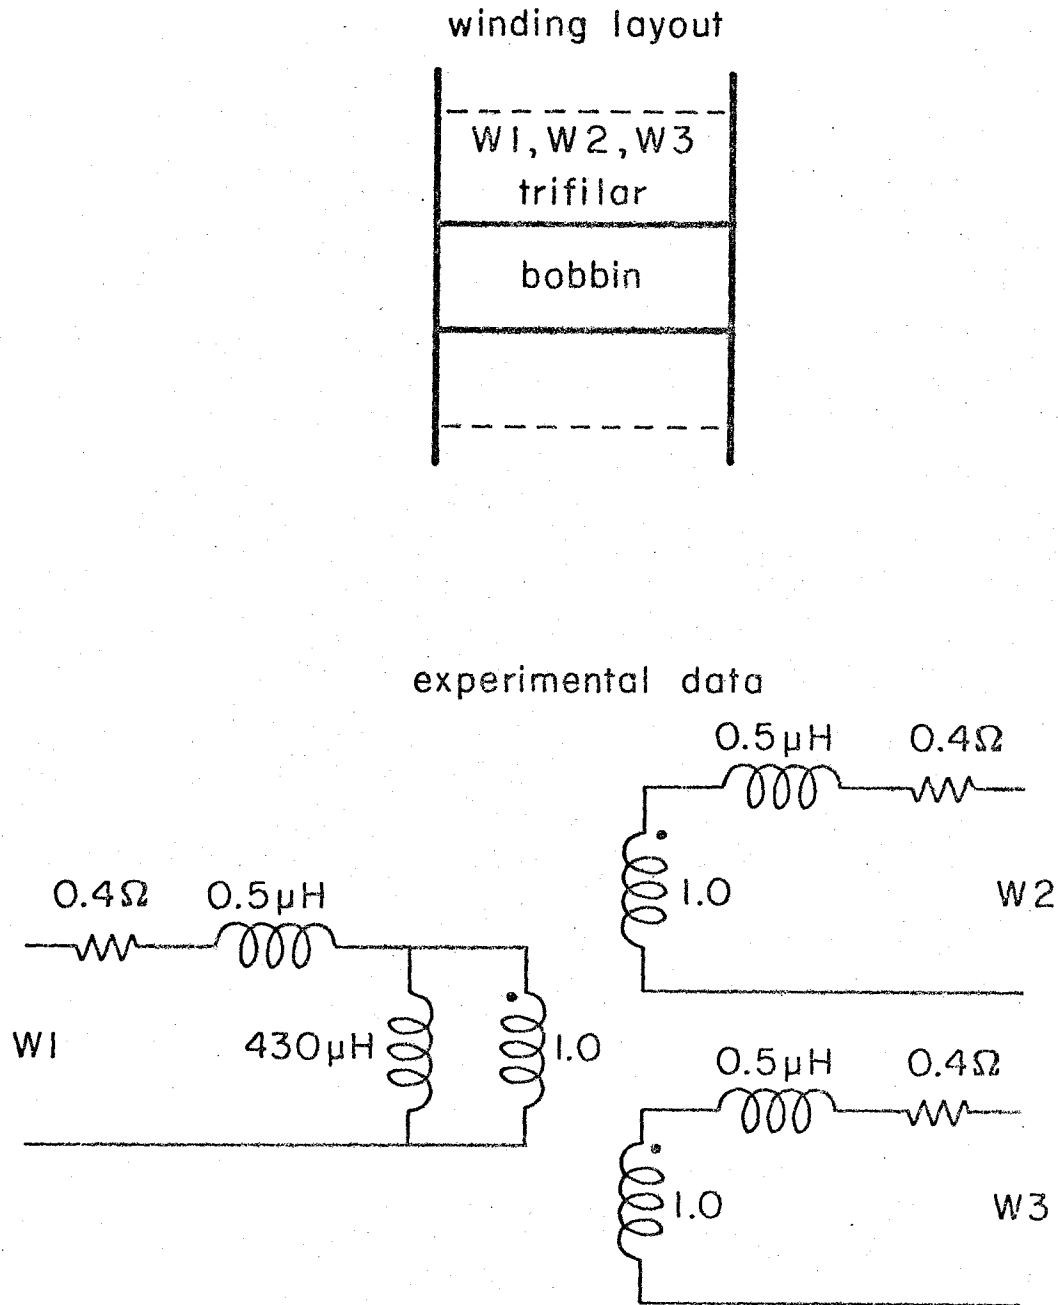 winding layout
W1, W2, W3
trifilar
bobbin
experimental data
0.5μH 0.4Ω
1.0 W2
0.4Ω 0.5μH
W1 430μH 1.0
0.5μH 0.4Ω
1.0 W3